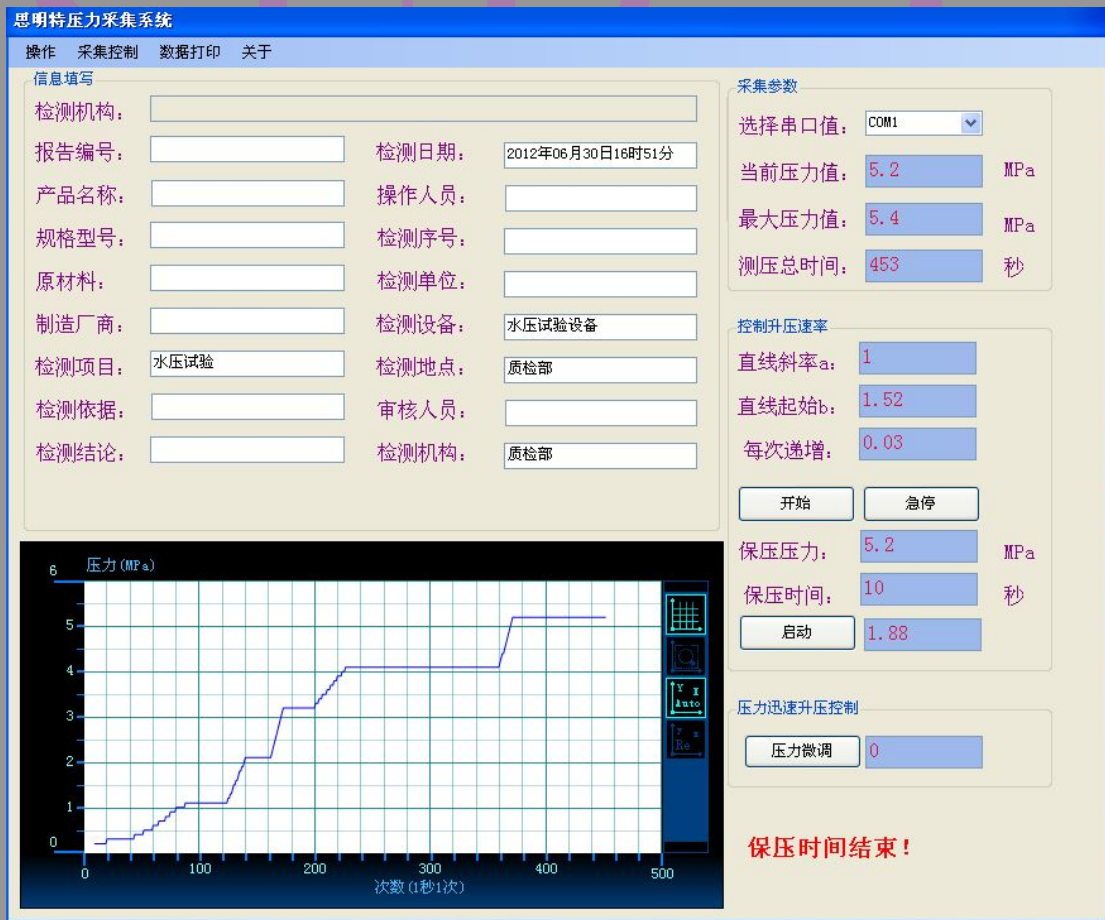 思明特压力采集系统
操作 采集控制 数据打印 关于
信息填写
检测机构：
报告编号： 检测日期： 2012年06月30日16时51分
产品名称： 操作人员：
规格型号： 检测序号：
原材料： 检测单位：
制造厂商： 检测设备： 水压试验设备
检测项目： 水压试验 检测地点： 质检部
检测依据： 审核人员：
检测结论： 检测机构： 质检部
采集参数
选择串口值： COM1
当前压力值： 5.2 MPa
最大压力值： 5.4 MPa
测压总时间： 453 秒
控制升压速率
直线斜率a： 1
直线起始b： 1.52
每次递增： 0.03
开始 急停
保压压力： 5.2 MPa
保压时间： 10 秒
启动 1.88
压力迅速升压控制
压力微调 0
保压时间结束！
压力(MPa)
6
5
4
3
2
1
0
0 100 200 300 400 500
次数(1秒1次)
Y X
Auto
Y X
Re